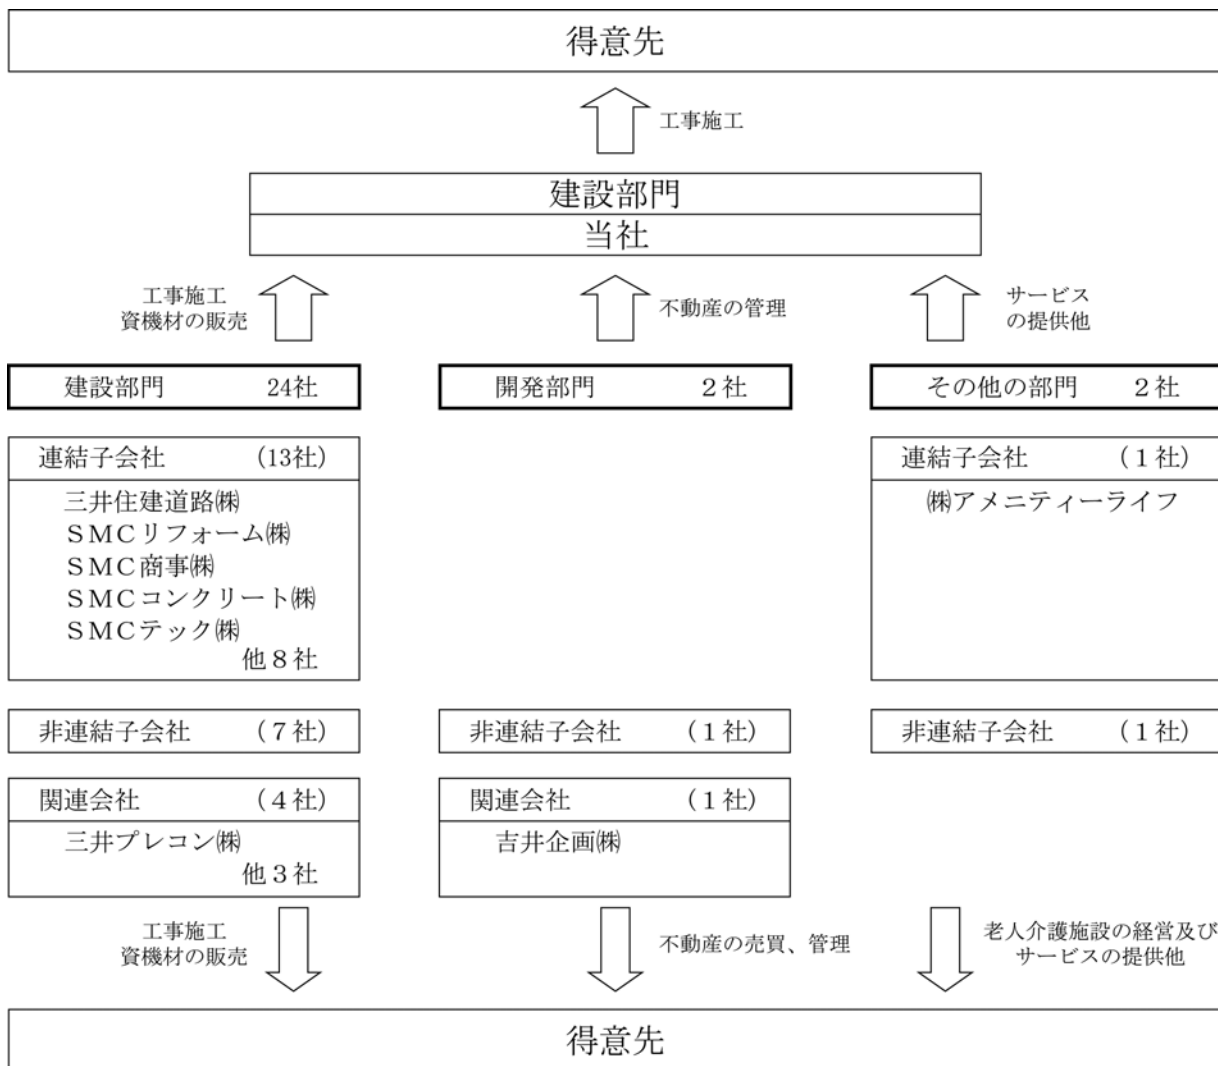 得意先
工事施工
建設部門
当社
工事施工
資機材の販売
不動産の管理
サービス
の提供他
建設部門 24社
開発部門 2社
その他の部門 2社
連結子会社 (13社)
三井住建道路㈱
SMCリフォーム㈱
SMC商事㈱
SMCコンクリート㈱
SMCテック㈱
他8社
連結子会社 (1社)
㈱アメニティーライフ
非連結子会社 (7社)
非連結子会社 (1社)
非連結子会社 (1社)
関連会社 (4社)
三井プレコン㈱
他3社
関連会社 (1社)
吉井企画㈱
工事施工
資機材の販売
不動産の売買、管理
老人介護施設の経営及び
サービスの提供他
得意先